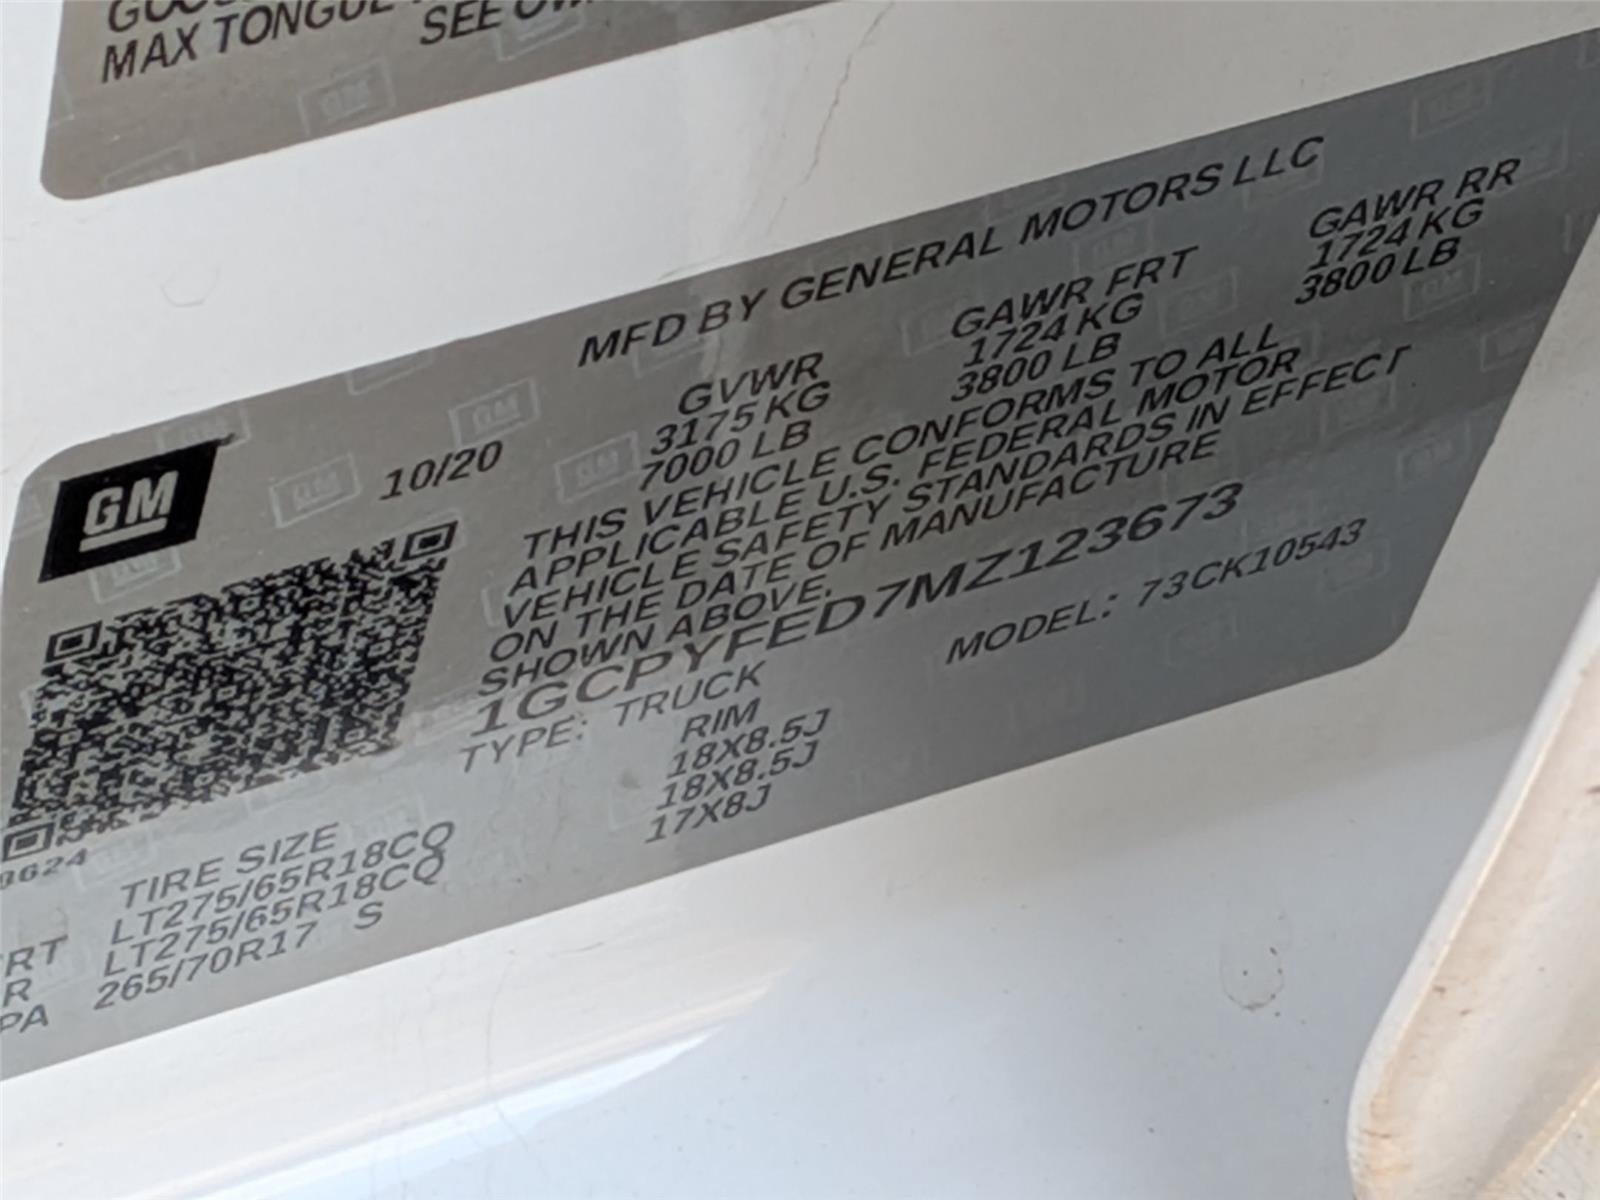 MAX TONGUE
SEE
MFD BY GENERAL MOTORS LLC
GM
10/20
GVWR
3175 KG
7000 LB
GAWR FRT
1724 KG
3800 LB
GAWR RR
1724 KG
3800 LB
THIS VEHICLE CONFORMS TO ALL
APPLICABLE U.S. FEDERAL MOTOR
VEHICLE SAFETY STANDARDS IN EFFECT
ON THE DATE OF MANUFACTURE
SHOWN ABOVE.
1GCPYFED7MZ123673
TYPE: TRUCK
MODEL: 73CK10543
TIRE SIZE
RIM
RT LT275/65R18CQ 18X8.5J
R LT275/65R18CQ 18X8.5J
PA 265/70R17 S 17X8J